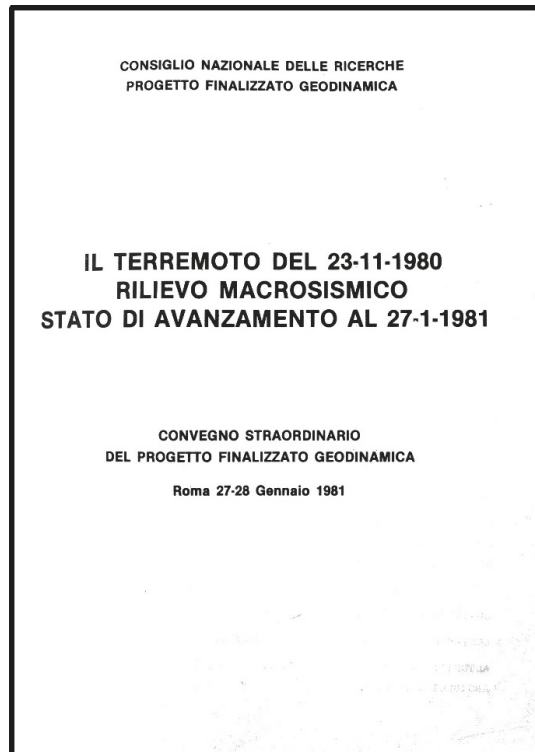 CONSIGLIO NAZIONALE DELLE RICERCHE
PROGETTO FINALIZZATO GEODINAMICA
IL TERREMOTO DEL 23-11-1980
RILIEVO MACROSISMICO
STATO DI AVANZAMENTO AL 27-1-1981
CONVEGNO STRAORDINARIO
DEL PROGETTO FINALIZZATO GEODINAMICA
Roma 27-28 Gennaio 1981